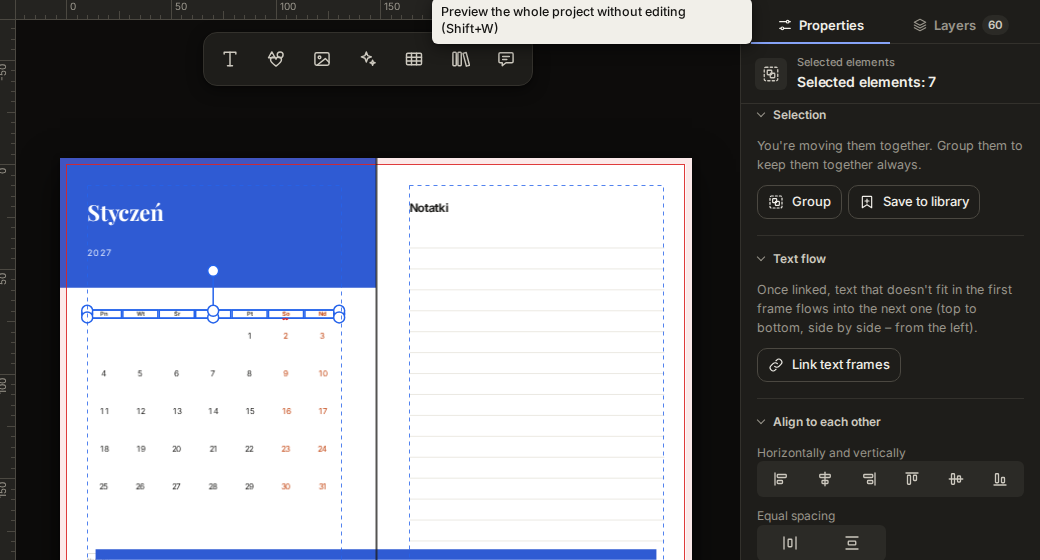 0
50
100
150
Preview the whole project without editing
(Shift+W)
Properties
Layers 60
Selected elements
Selected elements: 7
Selection
You're moving them together. Group them to
keep them together always.
Group
Save to library
Text flow
Once linked, text that doesn't fit in the first
frame flows into the next one (top to
bottom, side by side – from the left).
Link text frames
Align to each other
Horizontally and vertically
Equal spacing
-50
0
50
100
150
Styczeń
2027
Pn Wt Śr Pt So Nd
1 2 3
4 5 6 7 8 9 10
11 12 13 14 15 16 17
18 19 20 21 22 23 24
25 26 27 28 29 30 31
Notatki